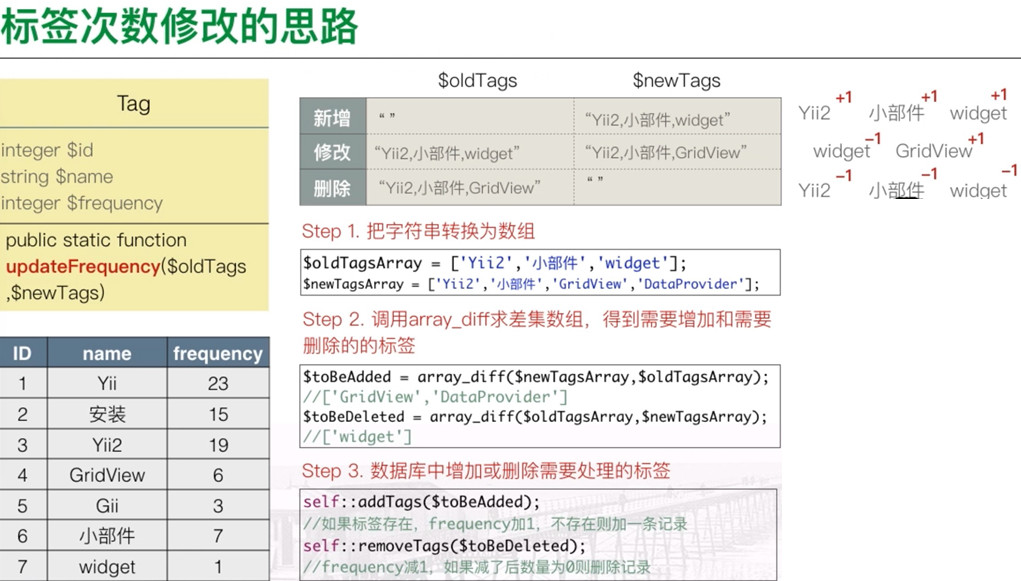 标签次数修改的思路
Tag
integer $id
string $name
integer $frequency
public static function
updateFrequency($oldTags
,$newTags)
ID name frequency
1 Yii 23
2 安装 15
3 Yii2 19
4 GridView 6
5 Gii 3
6 小部件 7
7 widget 1
$oldTags $newTags
新增 “ ” “Yii2,小部件,widget”
修改 “Yii2,小部件,widget” “Yii2,小部件,GridView”
删除 “Yii2,小部件,GridView” “ ”
Yii2 +1 小部件 +1 widget +1
widget -1 GridView +1
Yii2 -1 小部件 -1 widget -1
Step 1. 把字符串转换为数组
$oldTagsArray = ['Yii2','小部件','widget'];
$newTagsArray = ['Yii2','小部件','GridView','DataProvider'];
Step 2. 调用array_diff求差集数组，得到需要增加和需要
删除的的标签
$toBeAdded = array_diff($newTagsArray,$oldTagsArray);
//['GridView','DataProvider']
$toBeDeleted = array_diff($oldTagsArray,$newTagsArray);
//['widget']
Step 3. 数据库中增加或删除需要处理的标签
self::addTags($toBeAdded);
//如果标签存在，frequency加1，不存在则加一条记录
self::removeTags($toBeDeleted);
//frequency减1，如果减了后数量为0则删除记录